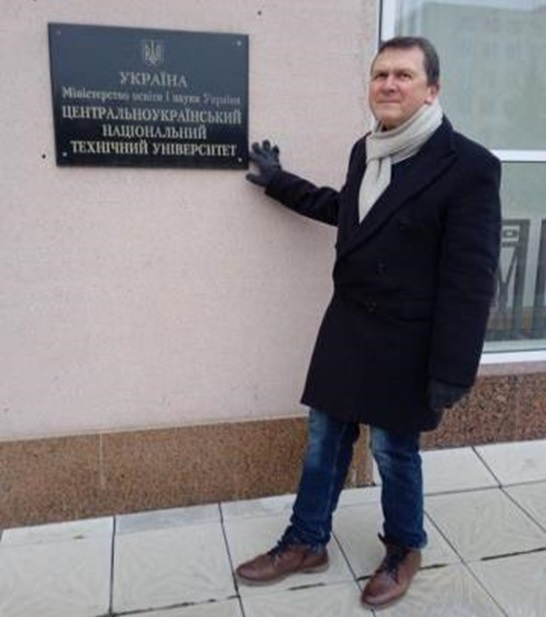 УКРАЇНА
Міністерство освіти і науки України
ЦЕНТРАЛЬНОУКРАЇНСЬКИЙ
НАЦІОНАЛЬНИЙ
ТЕХНІЧНИЙ УНІВЕРСИТЕТ